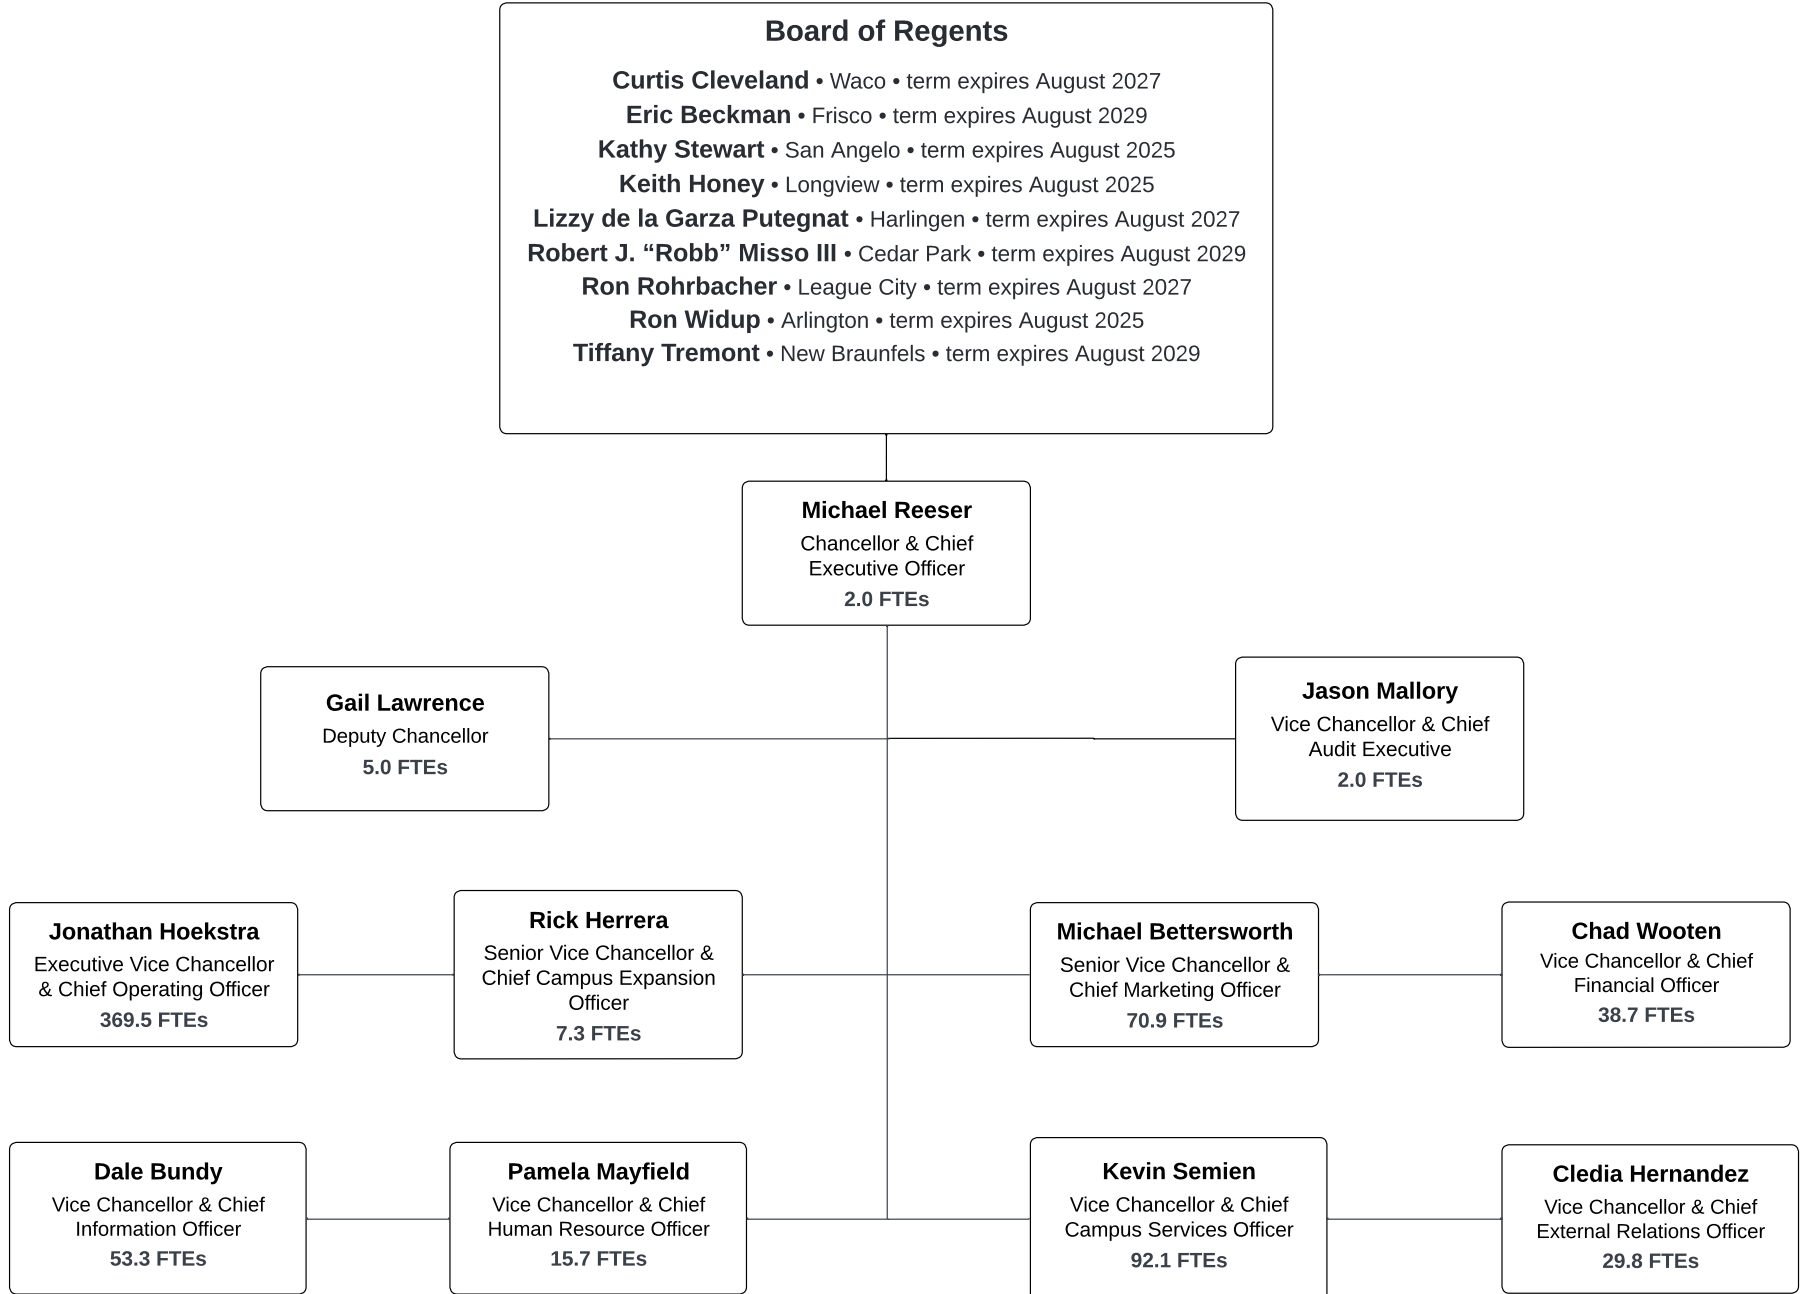 Board of Regents
Curtis Cleveland • Waco • term expires August 2027
Eric Beckman • Frisco • term expires August 2029
Kathy Stewart • San Angelo • term expires August 2025
Keith Honey • Longview • term expires August 2025
Lizzy de la Garza Putegnat • Harlingen • term expires August 2027
Robert J. “Robb” Misso III • Cedar Park • term expires August 2029
Ron Rohrbacher • League City • term expires August 2027
Ron Widup • Arlington • term expires August 2025
Tiffany Tremont • New Braunfels • term expires August 2029
Michael Reeser
Chancellor & Chief
Executive Officer
2.0 FTEs
Gail Lawrence
Deputy Chancellor
5.0 FTEs
Jason Mallory
Vice Chancellor & Chief
Audit Executive
2.0 FTEs
Jonathan Hoekstra
Executive Vice Chancellor
& Chief Operating Officer
369.5 FTEs
Rick Herrera
Senior Vice Chancellor &
Chief Campus Expansion
Officer
7.3 FTEs
Michael Bettersworth
Senior Vice Chancellor &
Chief Marketing Officer
70.9 FTEs
Chad Wooten
Vice Chancellor & Chief
Financial Officer
38.7 FTEs
Dale Bundy
Vice Chancellor & Chief
Information Officer
53.3 FTEs
Pamela Mayfield
Vice Chancellor & Chief
Human Resource Officer
15.7 FTEs
Kevin Semien
Vice Chancellor & Chief
Campus Services Officer
92.1 FTEs
Cledia Hernandez
Vice Chancellor & Chief
External Relations Officer
29.8 FTEs